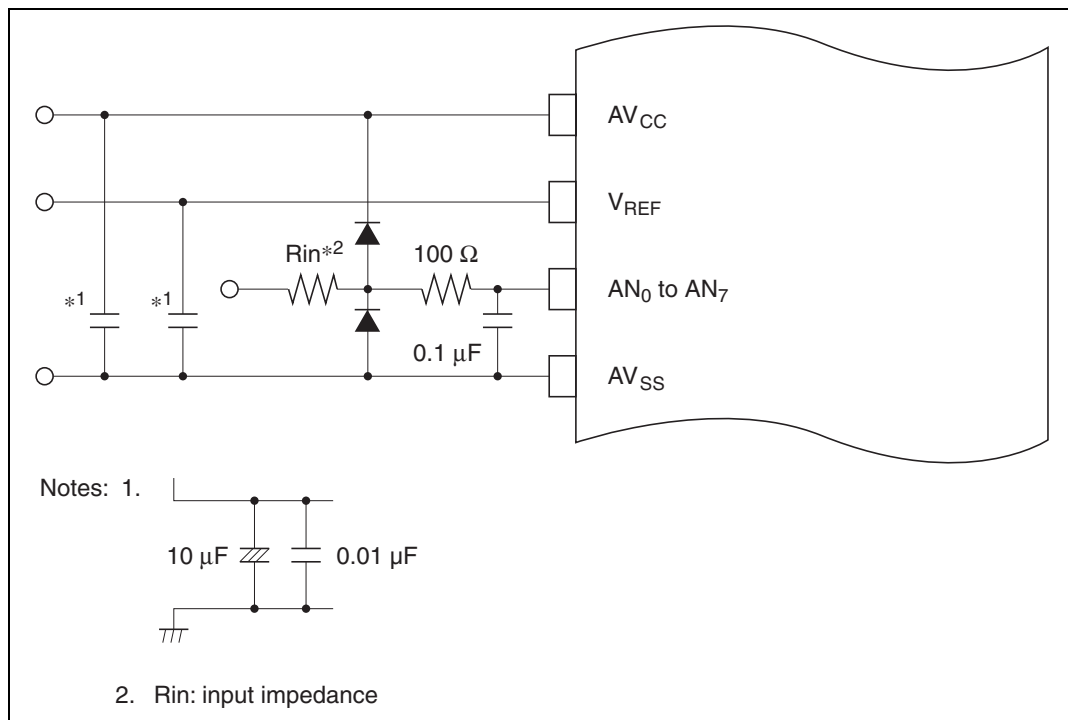 AVCC
VREF
Rin*2
100 Ω
AN0 to AN7
*1
*1
0.1 μF
AVSS
Notes: 1.
10 μF
0.01 μF
2. Rin: input impedance